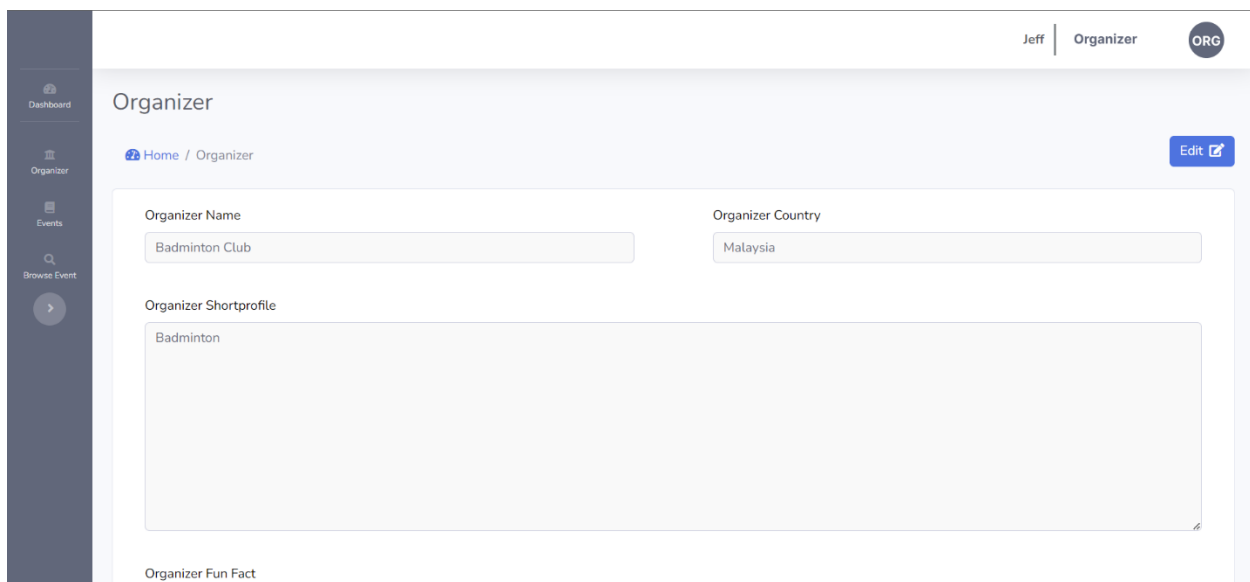 Jeff Organizer ORG
Dashboard
Organizer
Home / Organizer
Edit
Organizer
Events
Browse Event
Organizer Name
Organizer Country
Badminton Club
Malaysia
Organizer Shortprofile
Badminton
Organizer Fun Fact